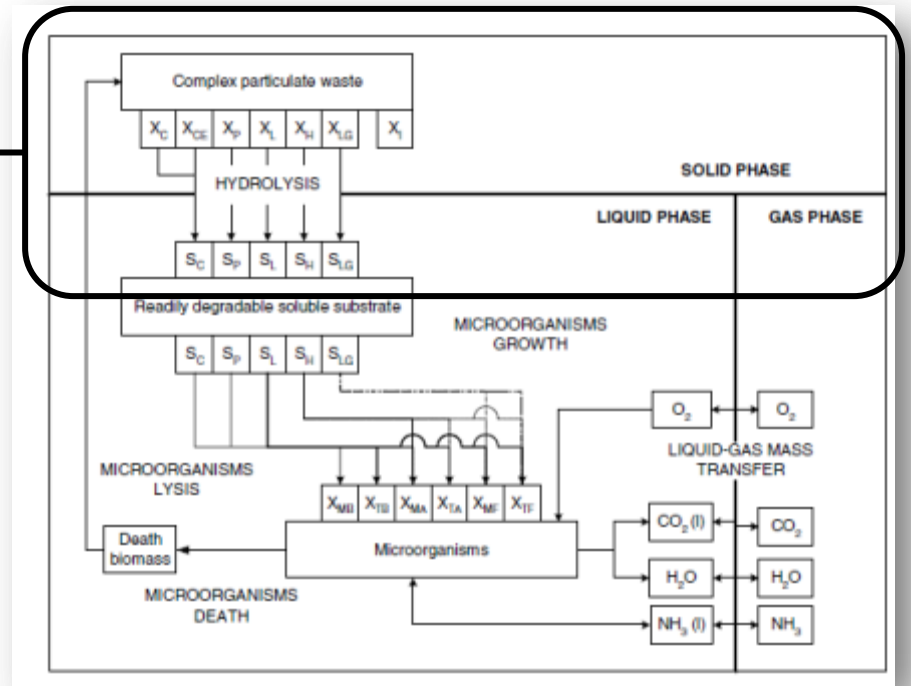 Complex particulate waste
X_C X_CE X_P X_L X_H X_LG X_I
HYDROLYSIS
SOLID PHASE
LIQUID PHASE
GAS PHASE
S_C S_P S_L S_H S_LG
Readily degradable soluble substrate
S_C S_P S_L S_H S_LG
MICROORGANISMS
GROWTH
O₂
O₂
LIQUID-GAS MASS
TRANSFER
MICROORGANISMS
LYSIS
X_MB X_TB X_MA X_TA X_MF X_TF
Microorganisms
Death
biomass
MICROORGANISMS
DEATH
CO₂ (l)
CO₂
H₂O
H₂O
NH₃ (l)
NH₃